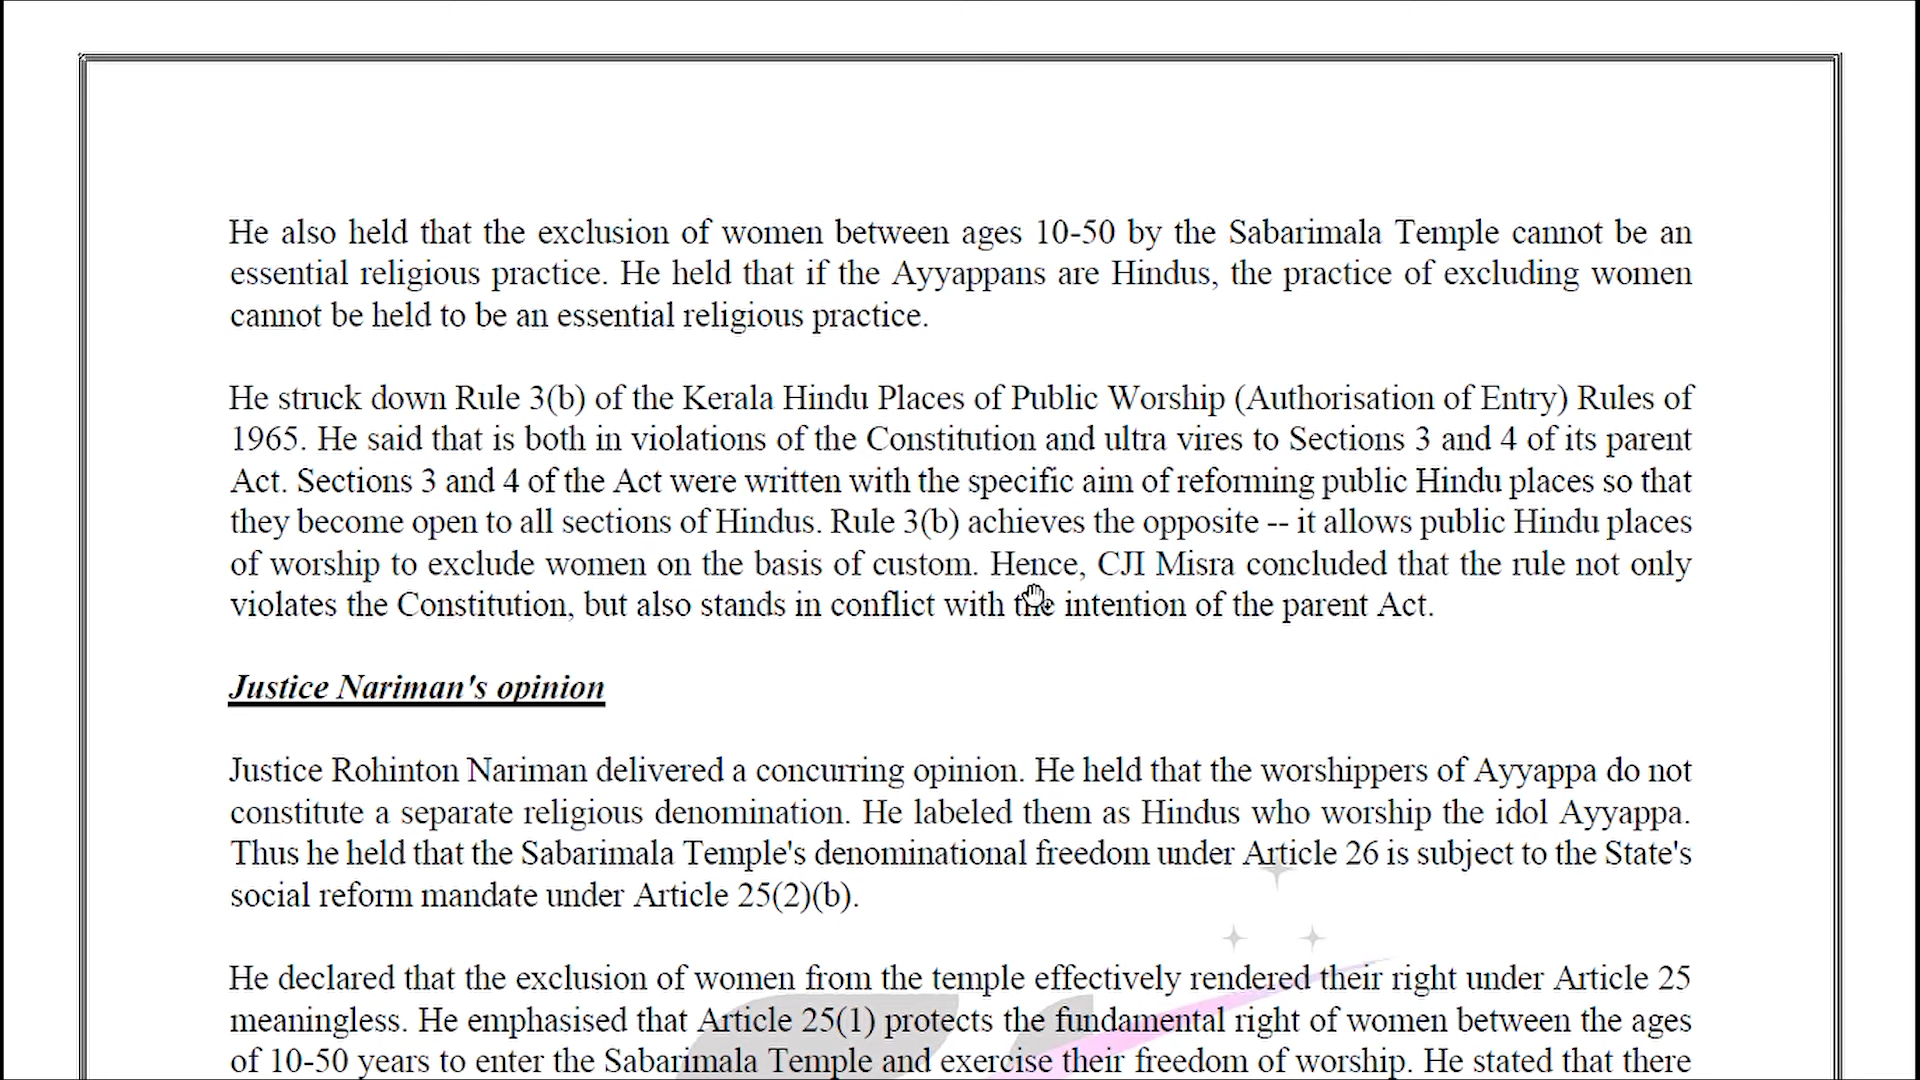 He also held that the exclusion of women between ages 10-50 by the Sabarimala Temple cannot be an
essential religious practice. He held that if the Ayyappans are Hindus, the practice of excluding women
cannot be held to be an essential religious practice.
He struck down Rule 3(b) of the Kerala Hindu Places of Public Worship (Authorisation of Entry) Rules of
1965. He said that is both in violations of the Constitution and ultra vires to Sections 3 and 4 of its parent
Act. Sections 3 and 4 of the Act were written with the specific aim of reforming public Hindu places so that
they become open to all sections of Hindus. Rule 3(b) achieves the opposite -- it allows public Hindu places
of worship to exclude women on the basis of custom. Hence, CJI Misra concluded that the rule not only
violates the Constitution, but also stands in conflict with the intention of the parent Act.
Justice Nariman's opinion
Justice Rohinton Nariman delivered a concurring opinion. He held that the worshippers of Ayyappa do not
constitute a separate religious denomination. He labeled them as Hindus who worship the idol Ayyappa.
Thus he held that the Sabarimala Temple's denominational freedom under Article 26 is subject to the State's
social reform mandate under Article 25(2)(b).
He declared that the exclusion of women from the temple effectively rendered their right under Article 25
meaningless. He emphasised that Article 25(1) protects the fundamental right of women between the ages
of 10-50 years to enter the Sabarimala Temple and exercise their freedom of worship. He stated that there